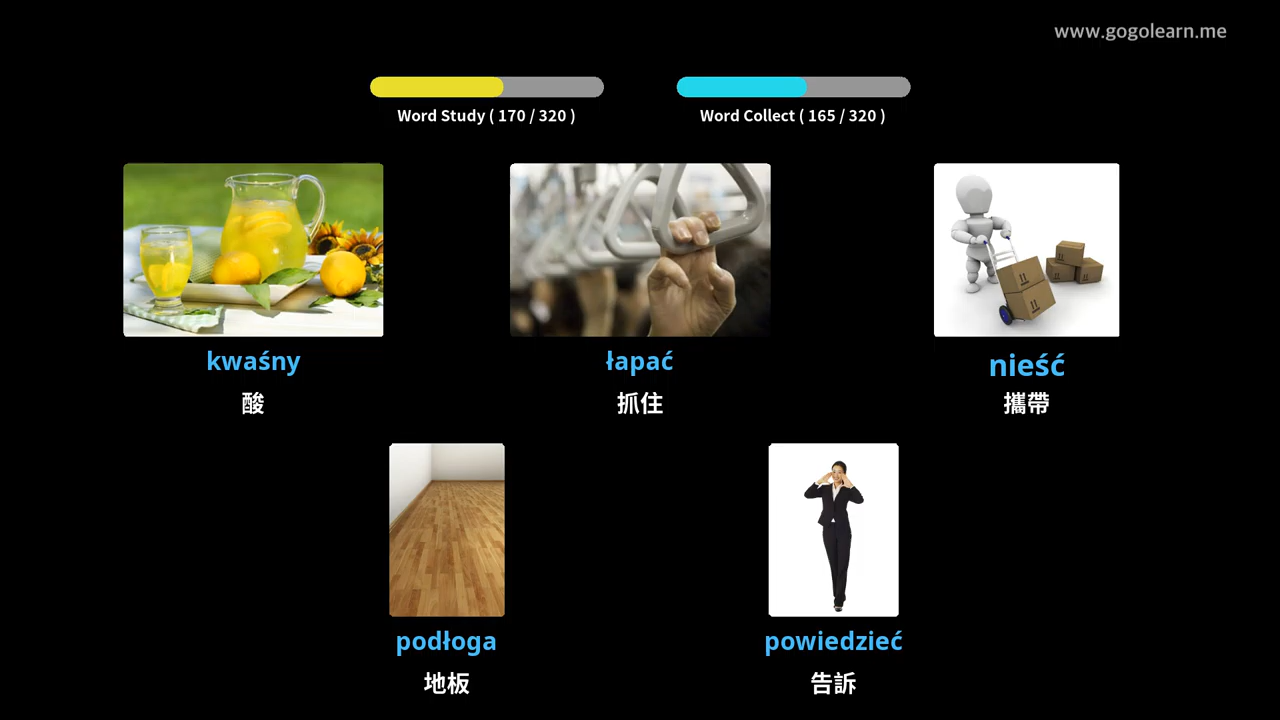 www.gogolearn.me
Word Study ( 170 / 320 )
Word Collect ( 165 / 320 )
kwaśny
łapać
nieść
酸
抓住
攜帶
podłoga
powiedzieć
地板
告訴